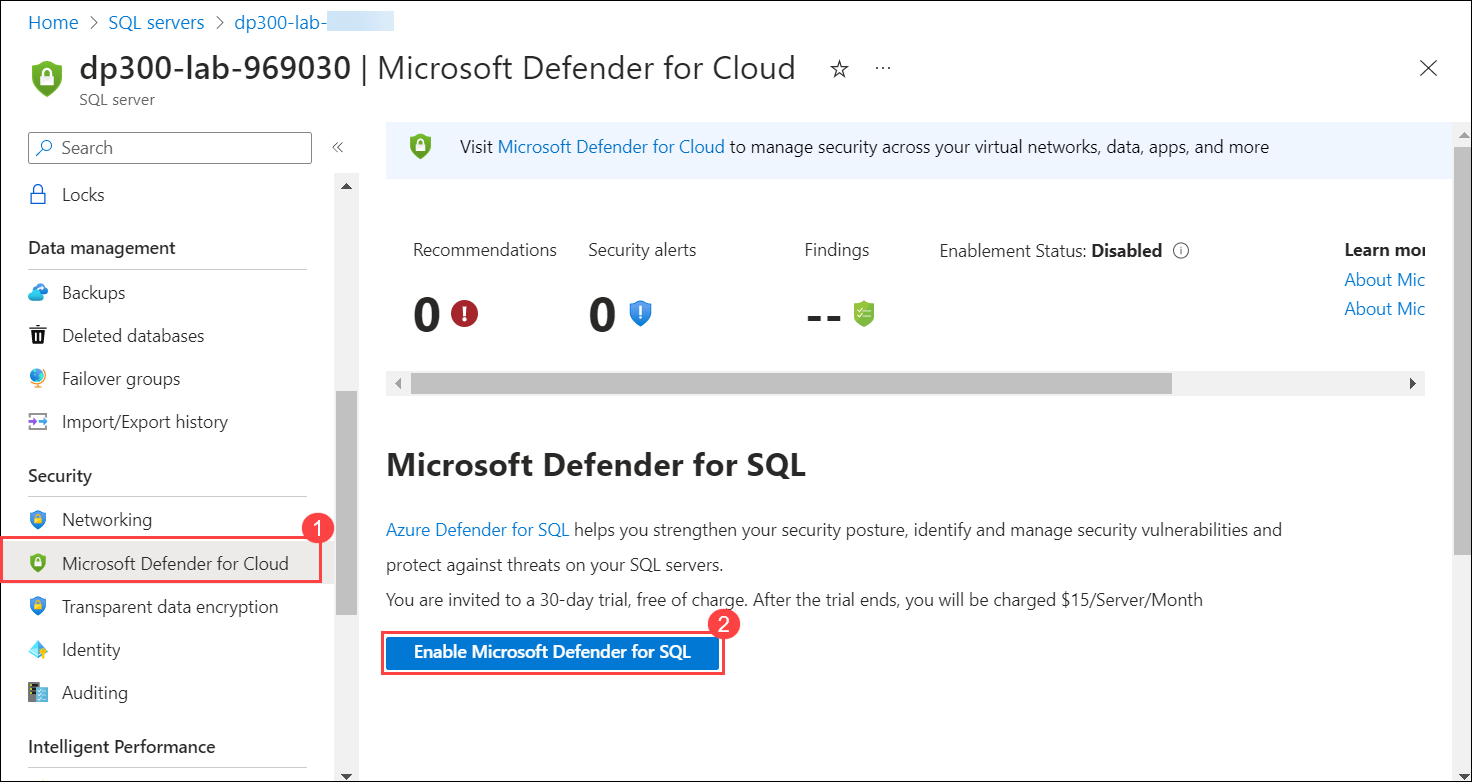 Home > SQL servers > dp300-lab-
dp300-lab-969030 | Microsoft Defender for Cloud ...
SQL server
Search
«
Locks
Data management
Backups
Deleted databases
Failover groups
Import/Export history
Security
Networking
1
Microsoft Defender for Cloud
Transparent data encryption
Identity
Auditing
Intelligent Performance
Visit Microsoft Defender for Cloud to manage security across your virtual networks, data, apps, and more
Recommendations
0
Security alerts
0
Findings
--
Enablement Status: Disabled
Learn mor
About Mic
About Mic
Microsoft Defender for SQL
Azure Defender for SQL helps you strengthen your security posture, identify and manage security vulnerabilities and
protect against threats on your SQL servers.
You are invited to a 30-day trial, free of charge. After the trial ends, you will be charged $15/Server/Month
2
Enable Microsoft Defender for SQL